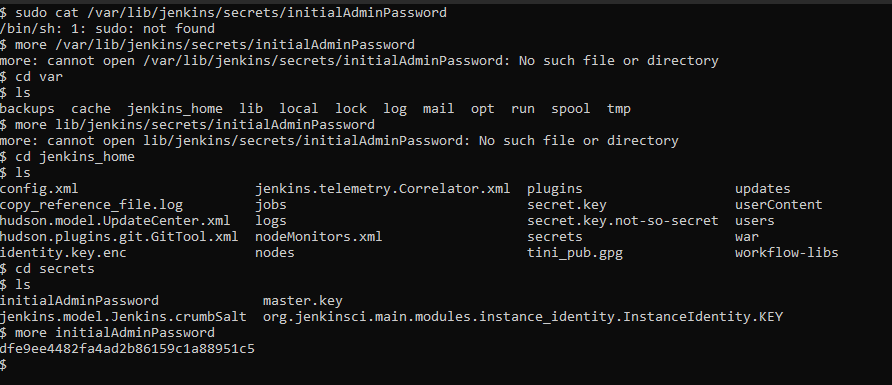 $ sudo cat /var/lib/jenkins/secrets/initialAdminPassword
/bin/sh: 1: sudo: not found
$ more /var/lib/jenkins/secrets/initialAdminPassword
more: cannot open /var/lib/jenkins/secrets/initialAdminPassword: No such file or directory
$ cd var
$ ls
backups  cache  jenkins_home  lib  local  lock  log  mail  opt  run  spool  tmp
$ more lib/jenkins/secrets/initialAdminPassword
more: cannot open lib/jenkins/secrets/initialAdminPassword: No such file or directory
$ cd jenkins_home
$ ls
config.xml                      jenkins.telemetry.Correlator.xml  plugins                   updates
copy_reference_file.log         jobs                              secret.key                userContent
hudson.model.UpdateCenter.xml   logs                              secret.key.not-so-secret  users
hudson.plugins.git.GitTool.xml  nodeMonitors.xml                  secrets                   war
identity.key.enc                nodes                             tini_pub.gpg              workflow-libs
$ cd secrets
$ ls
initialAdminPassword             master.key
jenkins.model.Jenkins.crumbSalt  org.jenkinsci.main.modules.instance_identity.InstanceIdentity.KEY
$ more initialAdminPassword
dfe9ee4482fa4ad2b86159c1a88951c5
$